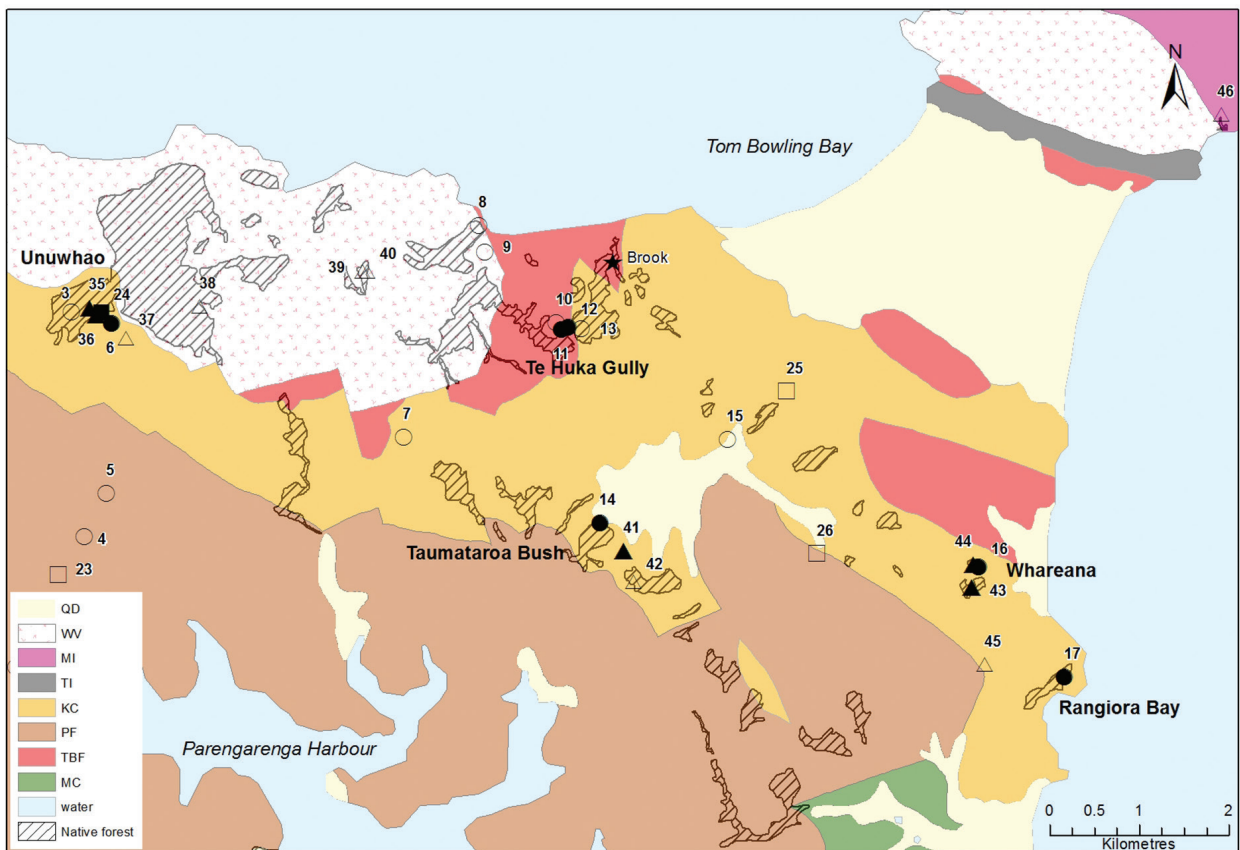 N
46
Tom Bowling Bay
8
9
Brook
Unuwhao
39
40
3
35
24
38
10
12
37
13
36
6
11
Te Huka Gully
25
7
15
5
14
4
41
44
16
Taumataroa Bush
26
Whareana
23
42
43
QD
WV
MI
TI
KC
PF
TBF
MC
water
Native forest
45
17
Rangiora Bay
Parengarenga Harbour
0 0.5 1 2
Kilometres